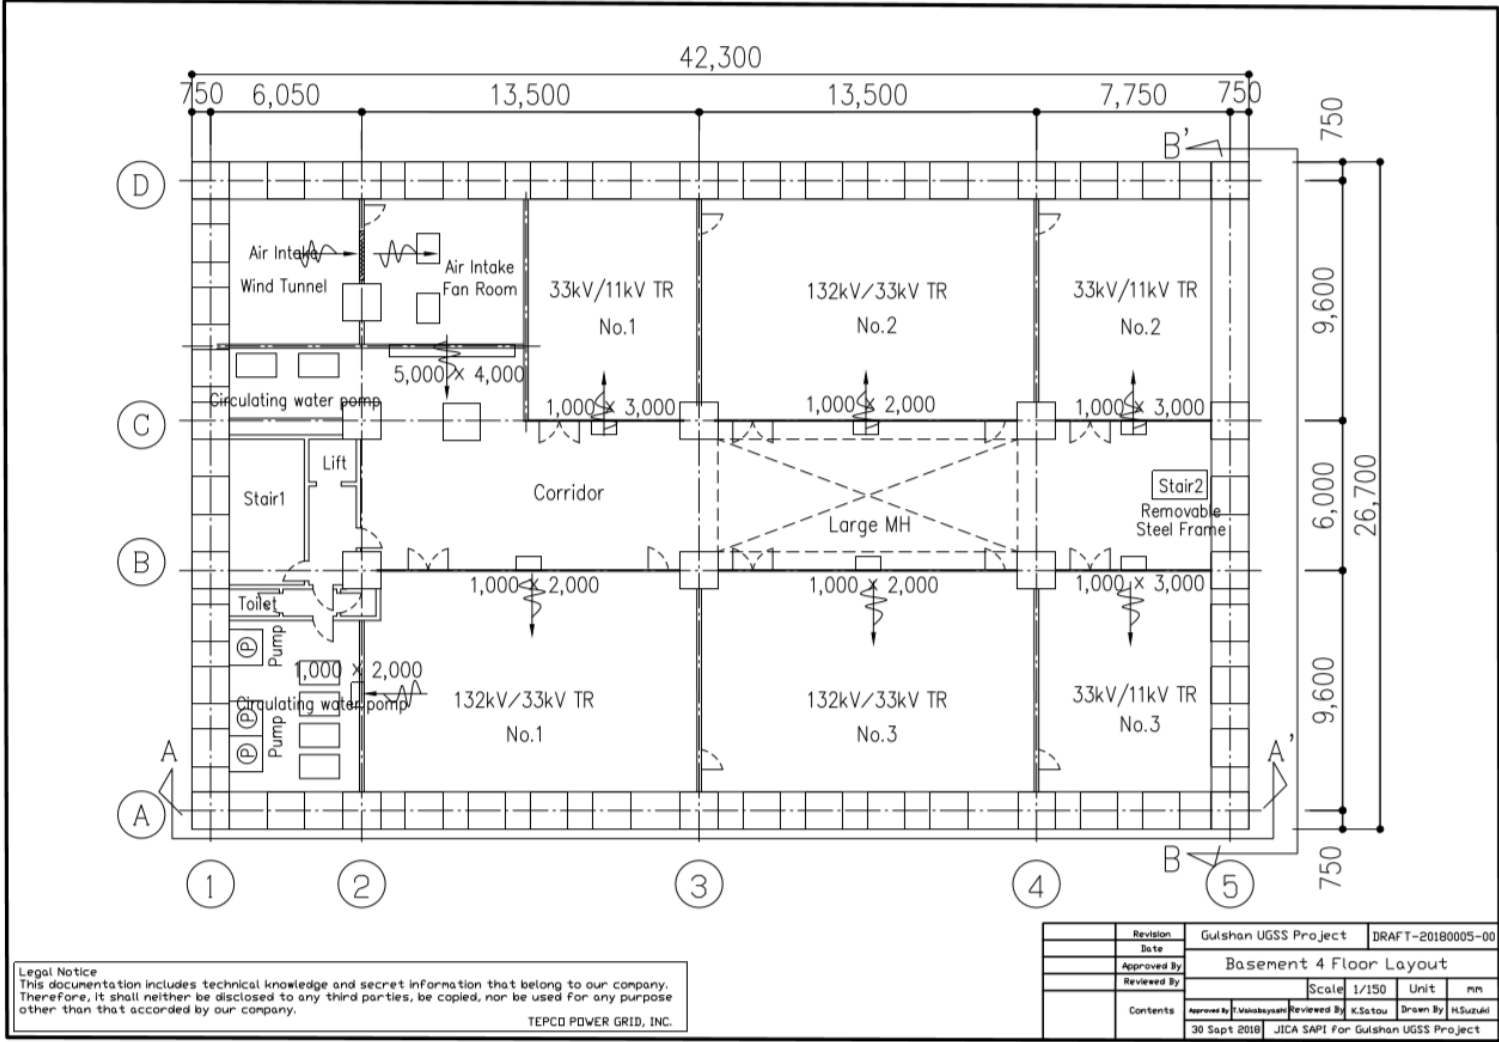 42,300
750 6,050 13,500 13,500 7,750 750
750
B'
D
Air Intake
Wind Tunnel
Air Intake
Fan Room
33kV/11kV TR
No.1
132kV/33kV TR
No.2
33kV/11kV TR
No.2
9,600
5,000 X 4,000
Circulating water pomp
1,000 X 3,000
1,000 X 2,000
1,000 X 3,000
C
Lift
Stair1
Corridor
Large MH
Stair2
Removable
Steel Frame
6,000
26,700
B
1,000 X 2,000
1,000 X 2,000
1,000 X 3,000
Toilet
P
Pump
1,000 X 2,000
Circulating water pomp
P
Pump
P
132kV/33kV TR
No.1
132kV/33kV TR
No.3
33kV/11kV TR
No.3
9,600
A
A'
A
B
750
1 2 3 4 5
Legal Notice
This documentation includes technical knowledge and secret information that belong to our company.
Therefore, it shall neither be disclosed to any third parties, be copied, nor be used for any purpose
other than that accorded by our company.
TEPCO POWER GRID, INC.
Revision Gulshan UGSS Project DRAFT-20180005-00
Date
Approved By Basement 4 Floor Layout
Reviewed By Scale 1/150 Unit mm
Contents Approved By T.Wakabayashi Reviewed By K.Satou Drawn By H.Suzuki
30 Sapt 2018 JICA SAPI for Gulshan UGSS Project